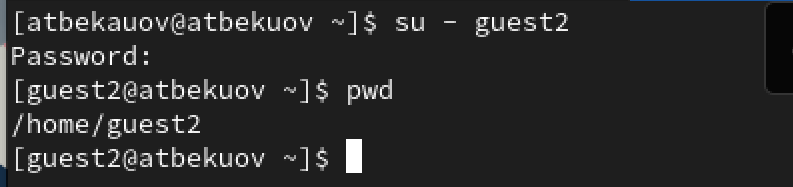 [atbekauov@atbekuov ~]$ su - guest2
Password:
[guest2@atbekuov ~]$ pwd
/home/guest2
[guest2@atbekuov ~]$